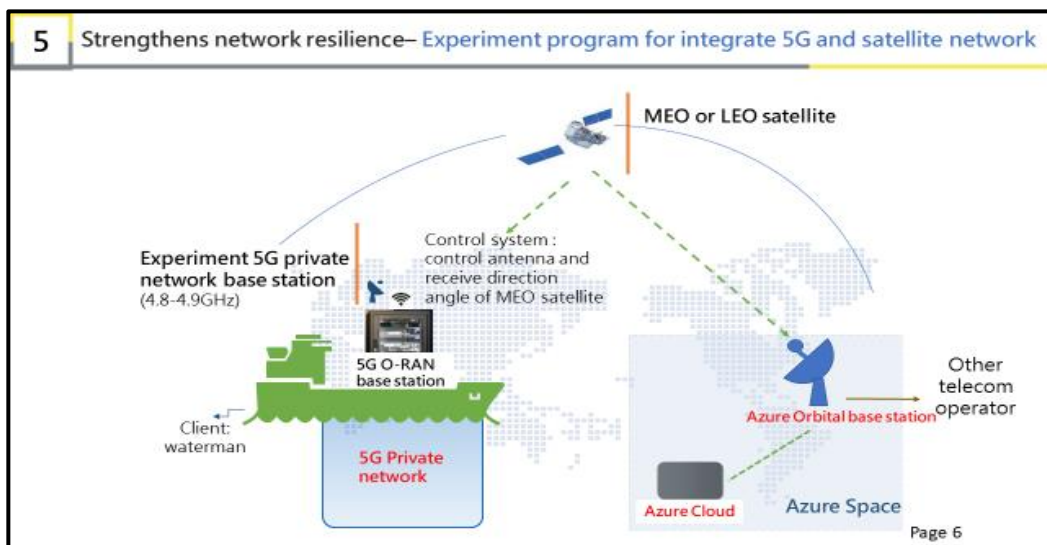 5
Strengthens network resilience– Experiment program for integrate 5G and satellite network
MEO or LEO satellite
Experiment 5G private
network base station
(4.8-4.9GHz)
Control system :
control antenna and
receive direction
angle of MEO satellite
5G O-RAN
base station
Client:
waterman
5G Private
network
Other
telecom
operator
Azure Orbital base station
Azure Cloud
Azure Space
Page 6